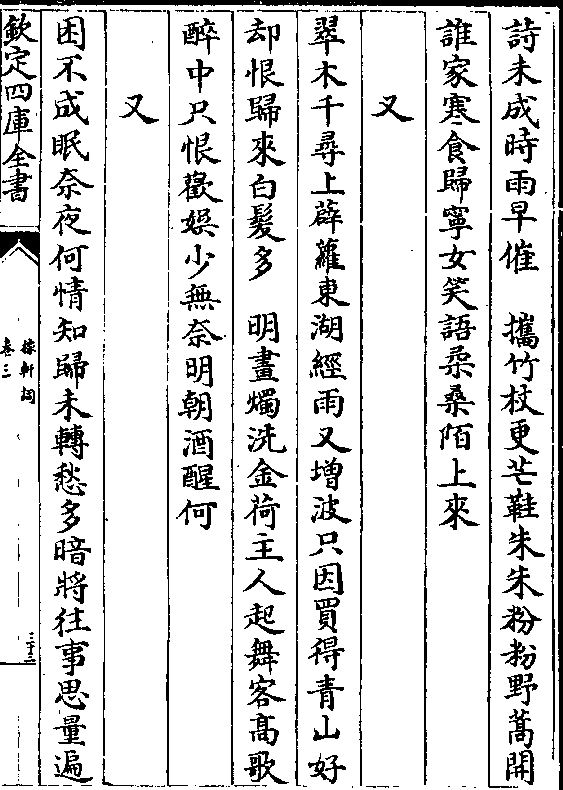 詩未成時雨早催　攜竹杖更芒鞋朱朱粉粉野蒿開
誰家寒食歸寧女笑語柔桑陌上來
又
翠木千尋上薜蘿東湖經雨又增波只因買得青山好
却恨歸來白髮多　明畫燭洗金荷主人起舞客髙歌
醉中只恨歡娱少無奈明朝酒醒何
又
困不成眠奈夜何情知歸未轉愁多暗將往事思量遍
欽定四庫全書
稼軒詞
卷三
三十三